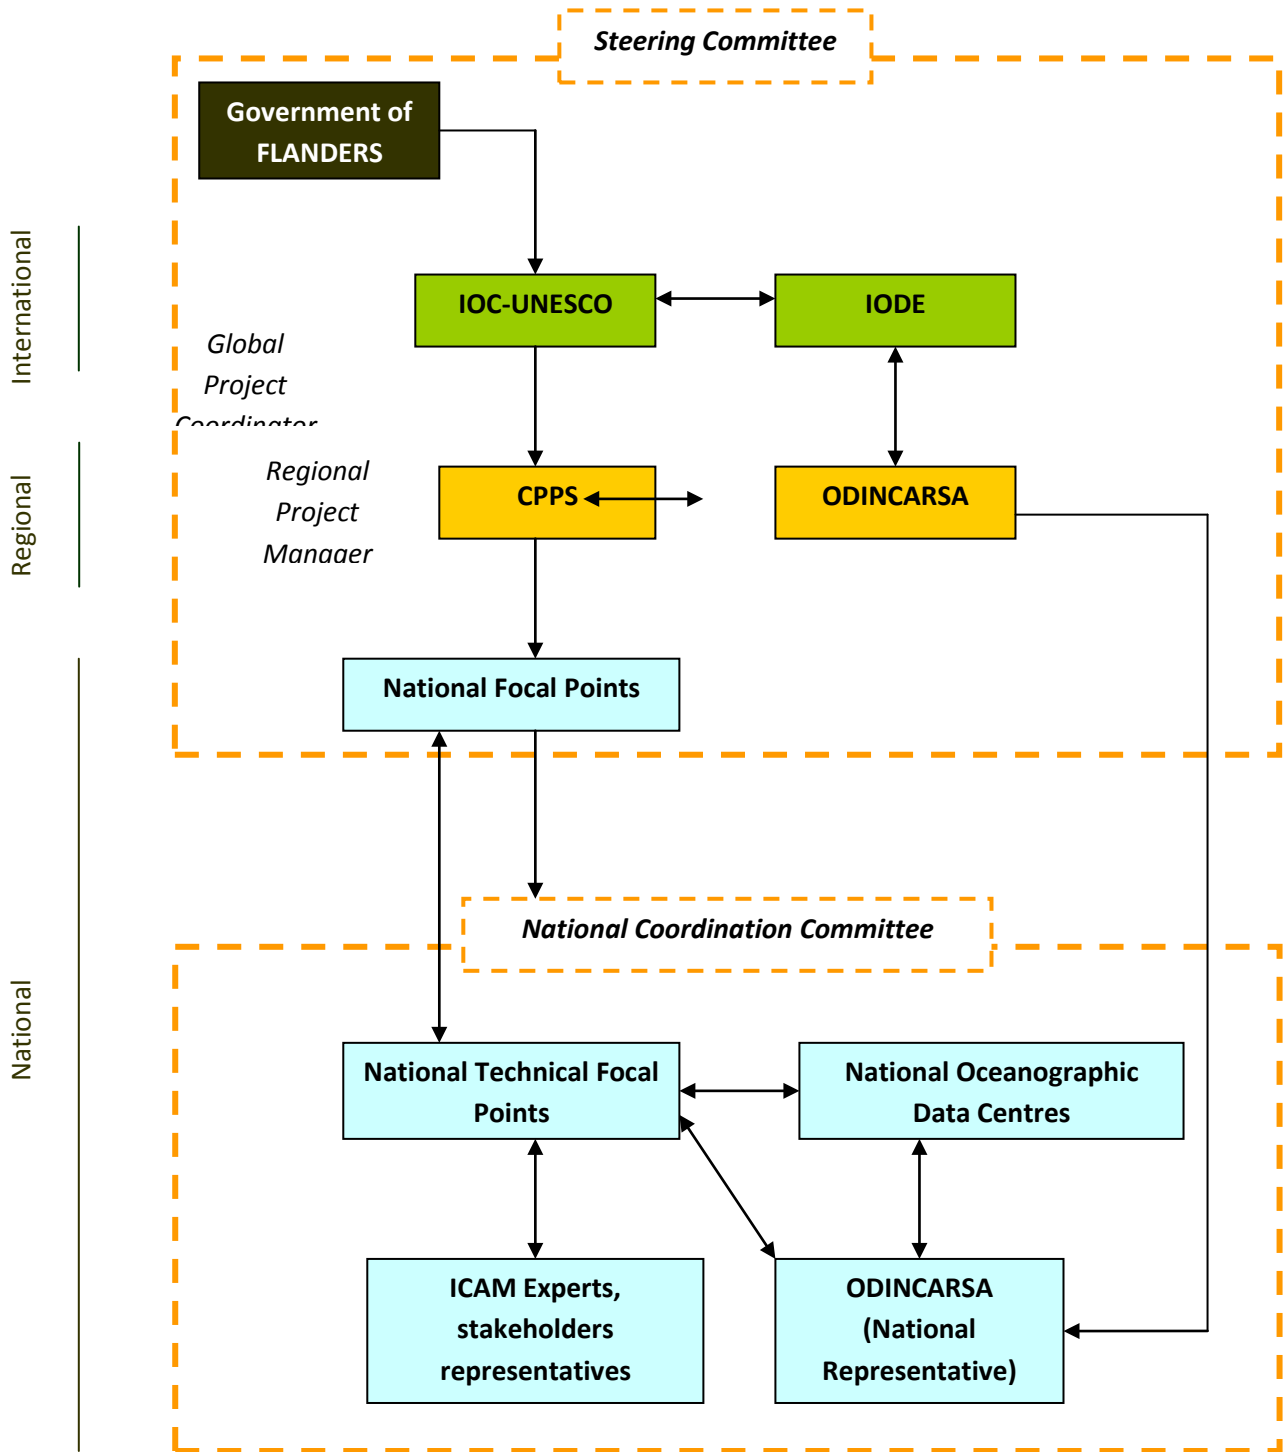 Steering Committee
Government of
FLANDERS
International
IOC-UNESCO
IODE
Global
Project
Coordinator
Regional
Regional
Project
Manager
CPPS
ODINCARSA
National Focal Points
National
National Coordination Committee
National Technical Focal
Points
National Oceanographic
Data Centres
ICAM Experts,
stakeholders
representatives
ODINCARSA
(National
Representative)